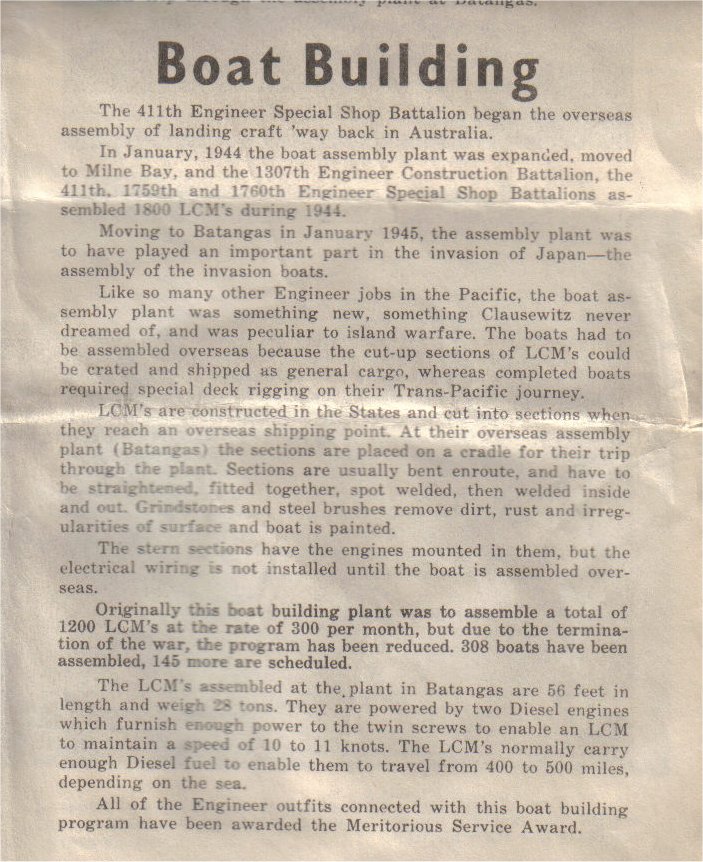 plant at Batangas.
Boat Building
The 411th Engineer Special Shop Battalion began the overseas
assembly of landing craft 'way back in Australia.
In January, 1944 the boat assembly plant was expanded, moved
to Milne Bay, and the 1307th Engineer Construction Battalion, the
411th, 1759th and 1760th Engineer Special Shop Battalions as-
sembled 1800 LCM's during 1944.
Moving to Batangas in January 1945, the assembly plant was
to have played an important part in the invasion of Japan—the
assembly of the invasion boats.
Like so many other Engineer jobs in the Pacific, the boat as-
sembly plant was something new, something Clausewitz never
dreamed of, and was peculiar to island warfare. The boats had to
be assembled overseas because the cut-up sections of LCM's could
be crated and shipped as general cargo, whereas completed boats
required special deck rigging on their Trans-Pacific journey.
LCM's are constructed in the States and cut into sections when
they reach an overseas shipping point. At their overseas assembly
plant (Batangas) the sections are placed on a cradle for their trip
through the plant. Sections are usually bent enroute, and have to
be straightened, fitted together, spot welded, then welded inside
and out. Grindstones and steel brushes remove dirt, rust and irreg-
ularities of surface and boat is painted.
The stern sections have the engines mounted in them, but the
electrical wiring is not installed until the boat is assembled over-
seas.
Originally this boat building plant was to assemble a total of
1200 LCM's at the rate of 300 per month, but due to the termina-
tion of the war, the program has been reduced. 308 boats have been
assembled, 145 more are scheduled.
The LCM's assembled at the plant in Batangas are 56 feet in
length and weigh 28 tons. They are powered by two Diesel engines
which furnish enough power to the twin screws to enable an LCM
to maintain a speed of 10 to 11 knots. The LCM's normally carry
enough Diesel fuel to enable them to travel from 400 to 500 miles,
depending on the sea.
All of the Engineer outfits connected with this boat building
program have been awarded the Meritorious Service Award.